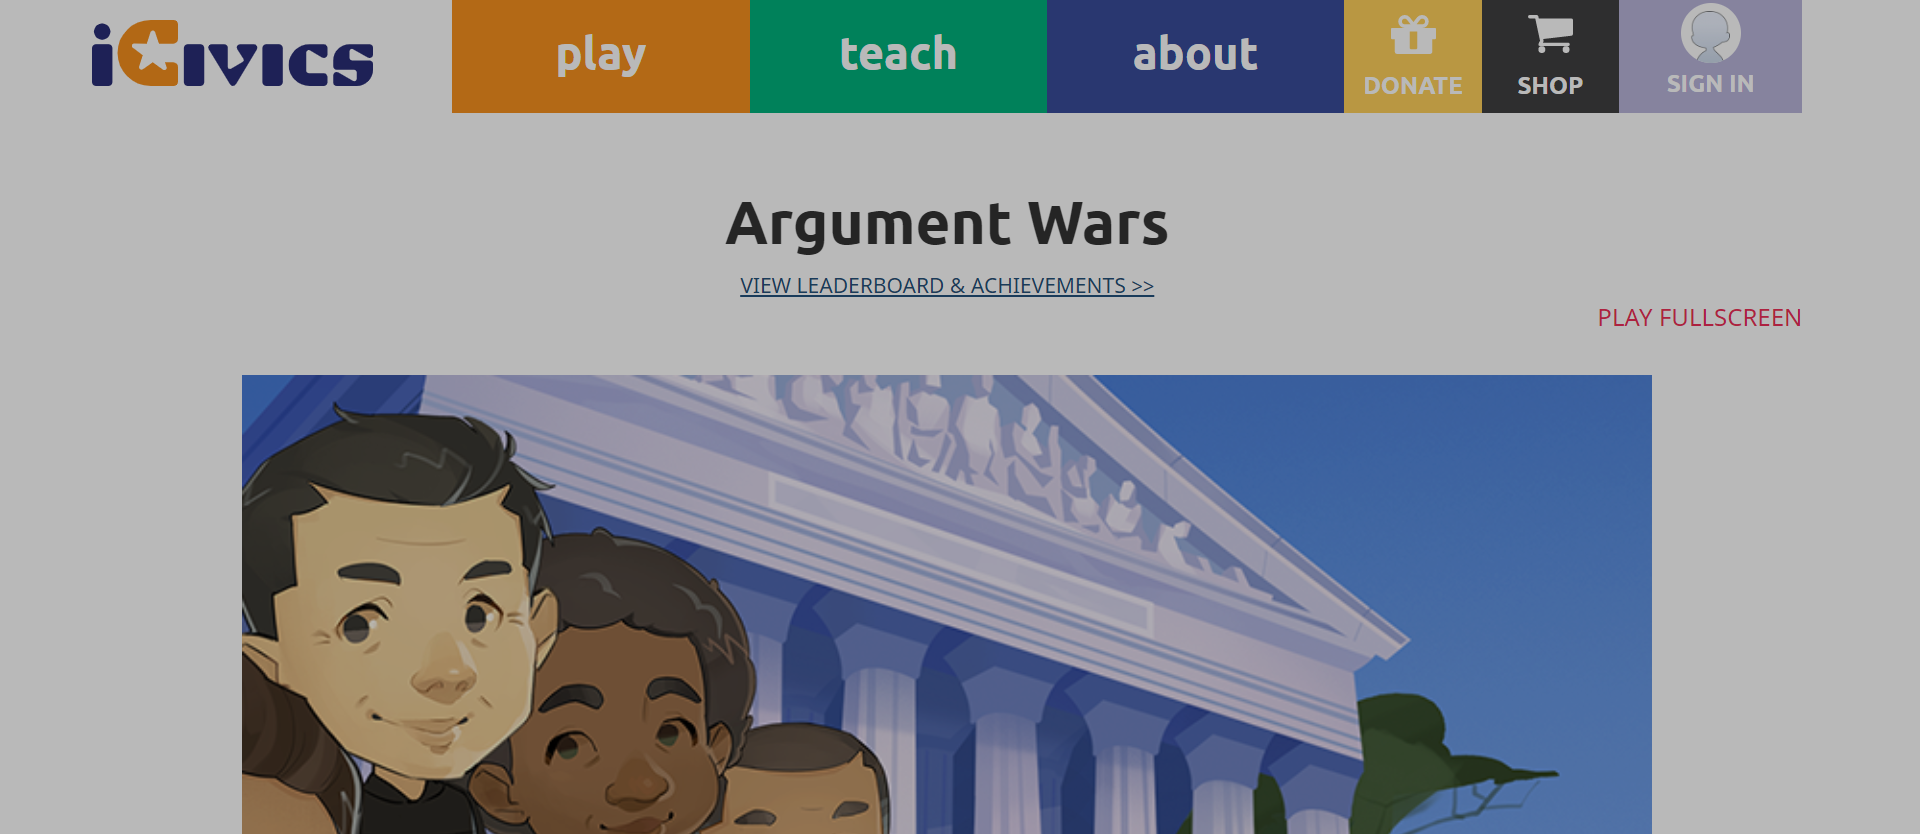 iCivics
play
teach
about
DONATE
SHOP
SIGN IN
Argument Wars
VIEW LEADERBOARD & ACHIEVEMENTS >>
PLAY FULLSCREEN